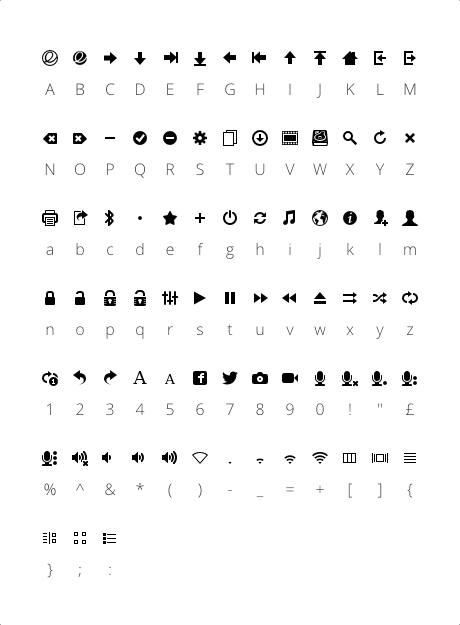 A B C D E F G H I J K L M
N O P Q R S T U V W X Y Z
a b c d e f g h i j k l m
n o p q r s t u v w x y z
A A
1 2 3 4 5 6 7 8 9 0 ! " £
% ^ & * ( ) - _ = + [ ] {
} ; :